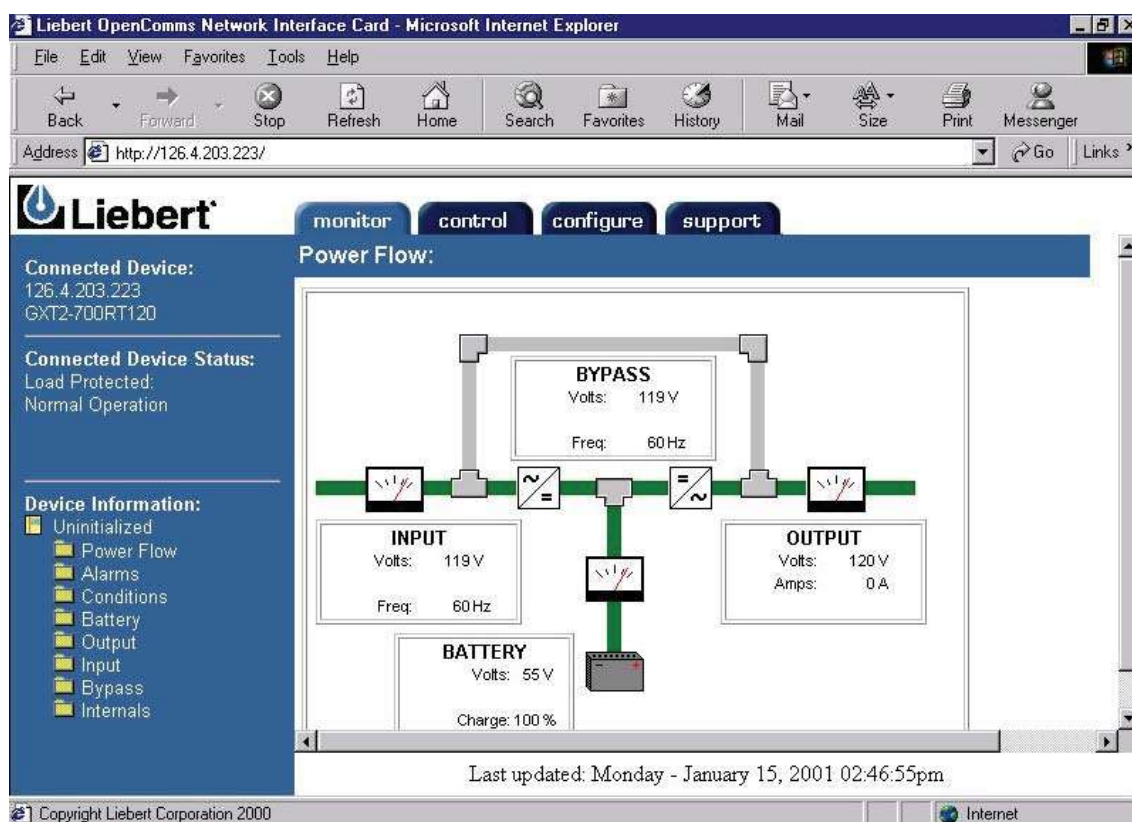 Liebert OpenComms Network Interface Card - Microsoft Internet Explorer
File Edit View Favorites Tools Help
Back Forward Stop Refresh Home Search Favorites History Mail Size Print Messenger
Address http://126.4.203.223/ Go Links
Liebert
monitor control configure support
Connected Device:
126.4.203.223
GXT2-700RT120
Connected Device Status:
Load Protected:
Normal Operation
Device Information:
Uninitialized
Power Flow
Alarms
Conditions
Battery
Output
Input
Bypass
Internals
Power Flow:
BYPASS
Volts: 119 V
Freq: 60 Hz
INPUT
Volts: 119 V
Freq: 60 Hz
OUTPUT
Volts: 120 V
Amps: 0 A
BATTERY
Volts: 55 V
Charge: 100 %
Last updated: Monday - January 15, 2001 02:46:55pm
Copyright Liebert Corporation 2000
Internet